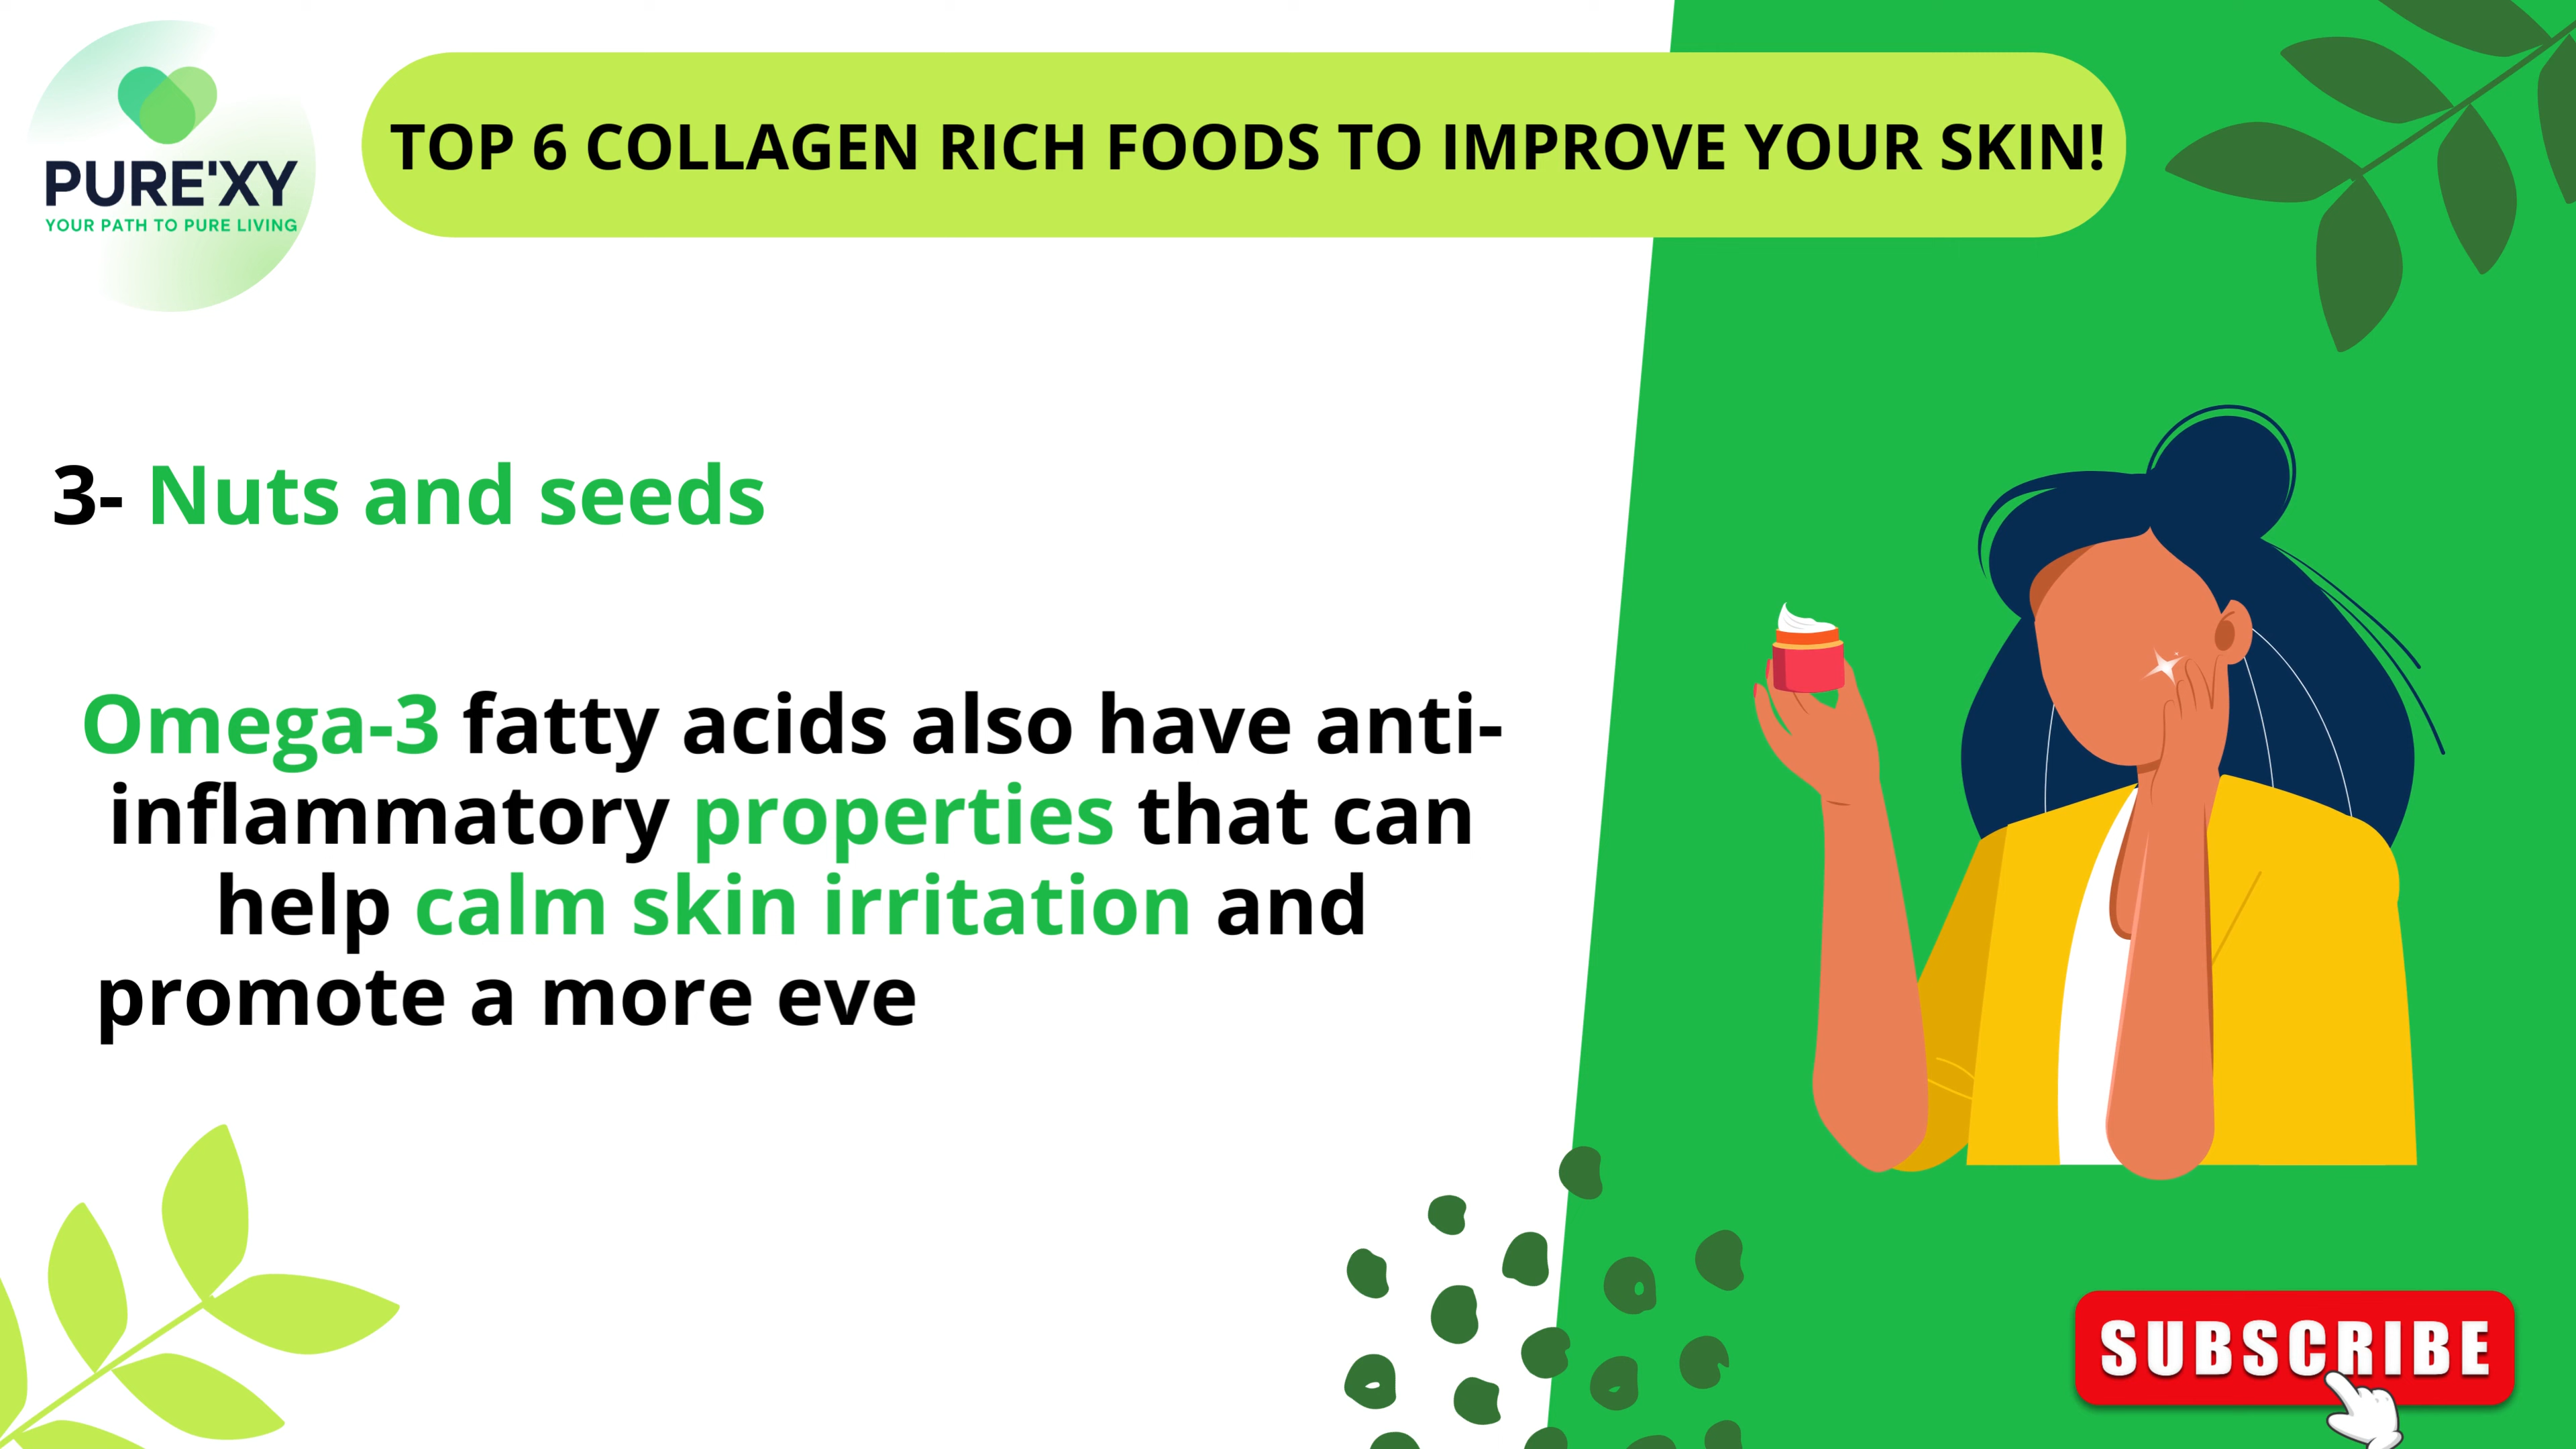 PURE'XY
YOUR PATH TO PURE LIVING
TOP 6 COLLAGEN RICH FOODS TO IMPROVE YOUR SKIN!
3- Nuts and seeds
Omega-3 fatty acids also have anti-
inflammatory properties that can
help calm skin irritation and
promote a more eve
SUBSCRIBE